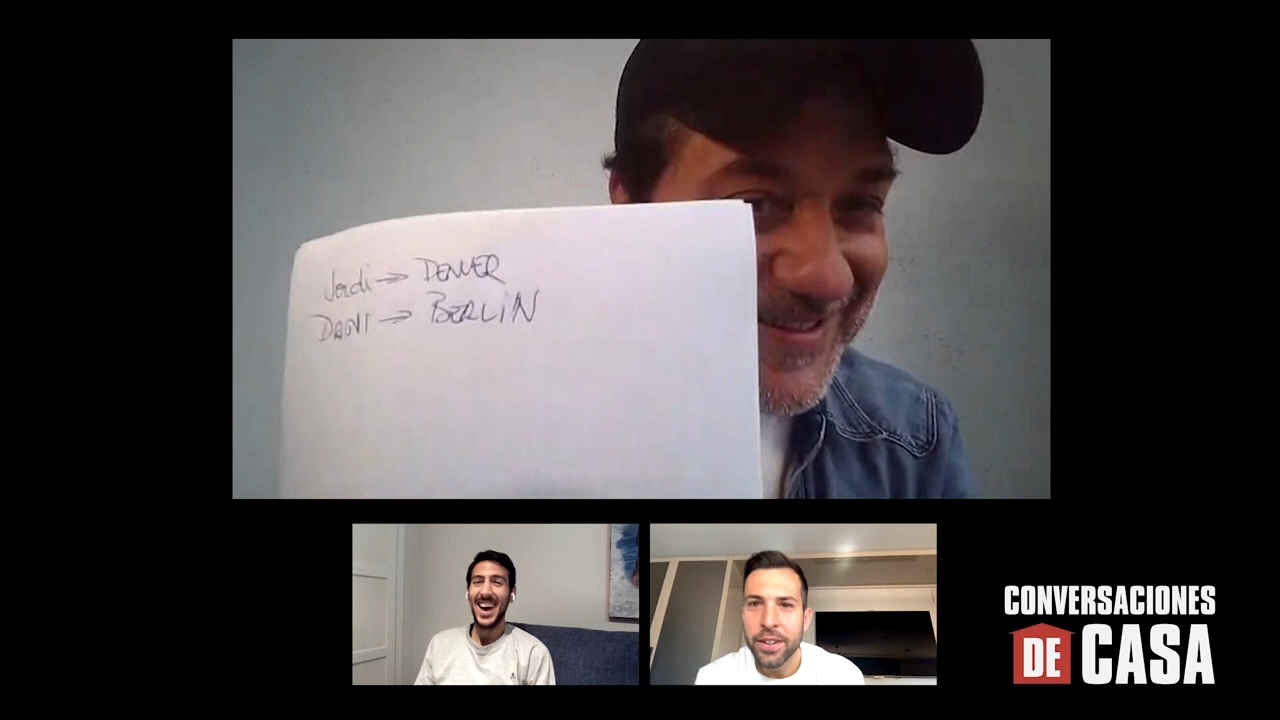 Jordi → DENVER
DANI → BERLIN
CONVERSACIONES
DE CASA